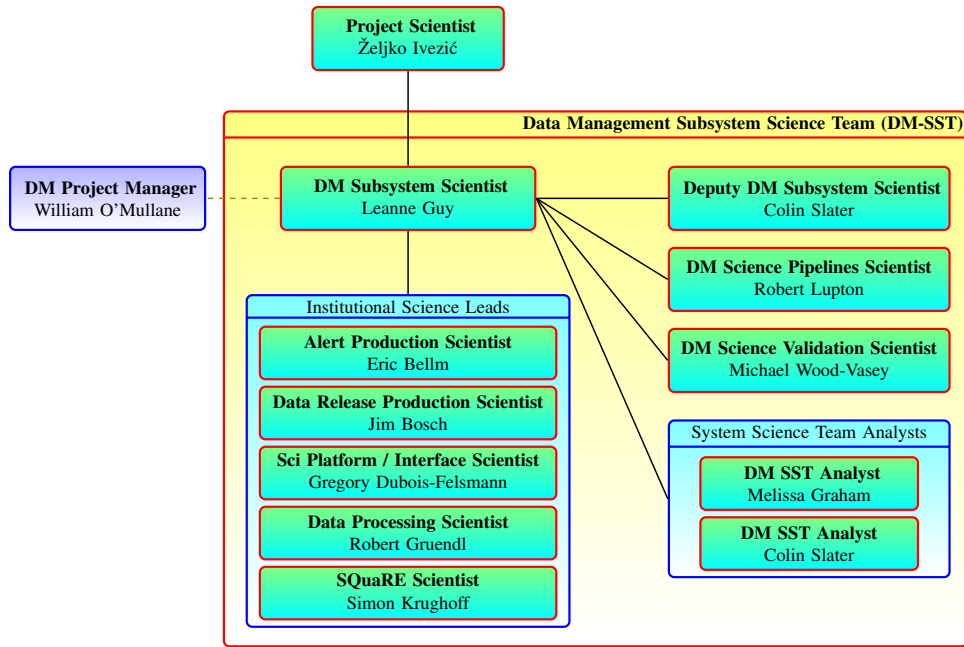 Project Scientist
Željko Ivezić
Data Management Subsystem Science Team (DM-SST)
DM Project Manager
William O'Mullane
DM Subsystem Scientist
Leanne Guy
Deputy DM Subsystem Scientist
Colin Slater
DM Science Pipelines Scientist
Robert Lupton
DM Science Validation Scientist
Michael Wood-Vasey
Institutional Science Leads
Alert Production Scientist
Eric Bellm
Data Release Production Scientist
Jim Bosch
Sci Platform / Interface Scientist
Gregory Dubois-Felsmann
Data Processing Scientist
Robert Gruendl
SQuaRE Scientist
Simon Krughoff
System Science Team Analysts
DM SST Analyst
Melissa Graham
DM SST Analyst
Colin Slater